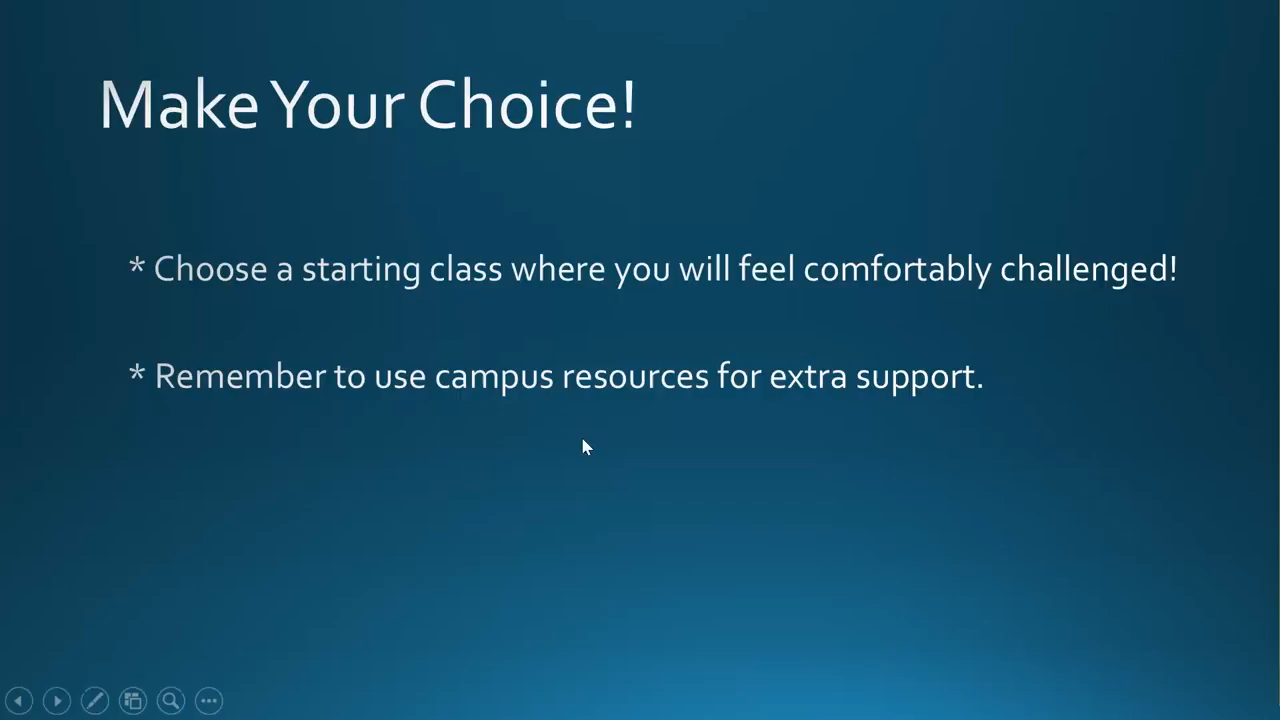 Make Your Choice!
* Choose a starting class where you will feel comfortably challenged!
* Remember to use campus resources for extra support.